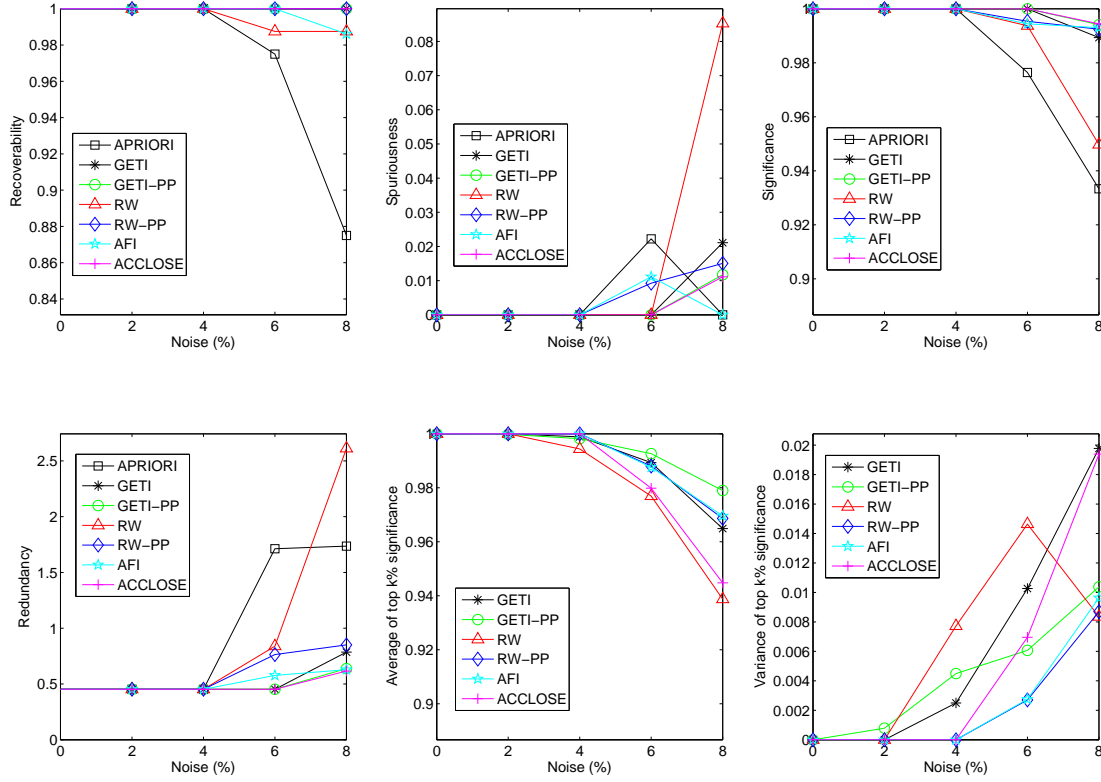 1
0.98
0.96
0.94
0.92
0.9
0.88
0.86
0.84
0 2 4 6 8
Noise (%)
Recoverability
APRIORI
GETI
GETI−PP
RW
RW−PP
AFI
ACCLOSE
0.08
0.07
0.06
0.05
0.04
0.03
0.02
0.01
0
0 2 4 6 8
Noise (%)
Spuriousness
APRIORI
GETI
GETI−PP
RW
RW−PP
AFI
ACCLOSE
1
0.98
0.96
0.94
0.92
0.9
0 2 4 6 8
Noise (%)
Significance
APRIORI
GETI
GETI−PP
RW
RW−PP
AFI
ACCLOSE
2.5
2
1.5
1
0.5
0
0 2 4 6 8
Noise (%)
Redundancy
APRIORI
GETI
GETI−PP
RW
RW−PP
AFI
ACCLOSE
1
0.98
0.96
0.94
0.92
0.9
0 2 4 6 8
Noise (%)
Average of top k% significance
GETI
GETI−PP
RW
RW−PP
AFI
ACCLOSE
0.02
0.018
0.016
0.014
0.012
0.01
0.008
0.006
0.004
0.002
0
0 2 4 6 8
Noise (%)
Variance of top k% significance
GETI
GETI−PP
RW
RW−PP
AFI
ACCLOSE